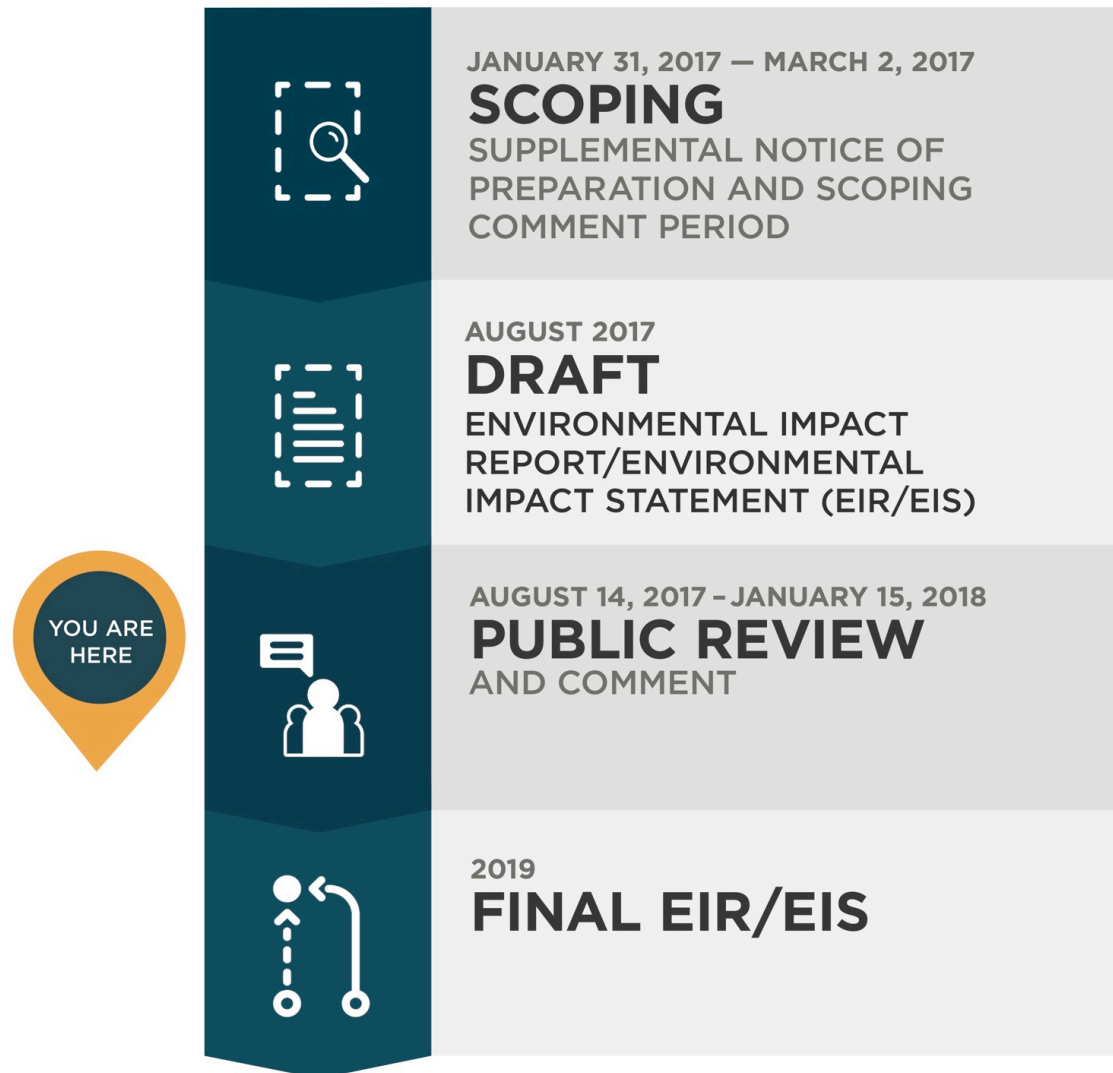 JANUARY 31, 2017 — MARCH 2, 2017
SCOPING
SUPPLEMENTAL NOTICE OF
PREPARATION AND SCOPING
COMMENT PERIOD
AUGUST 2017
DRAFT
ENVIRONMENTAL IMPACT
REPORT/ENVIRONMENTAL
IMPACT STATEMENT (EIR/EIS)
YOU ARE
HERE
AUGUST 14, 2017 – JANUARY 15, 2018
PUBLIC REVIEW
AND COMMENT
2019
FINAL EIR/EIS